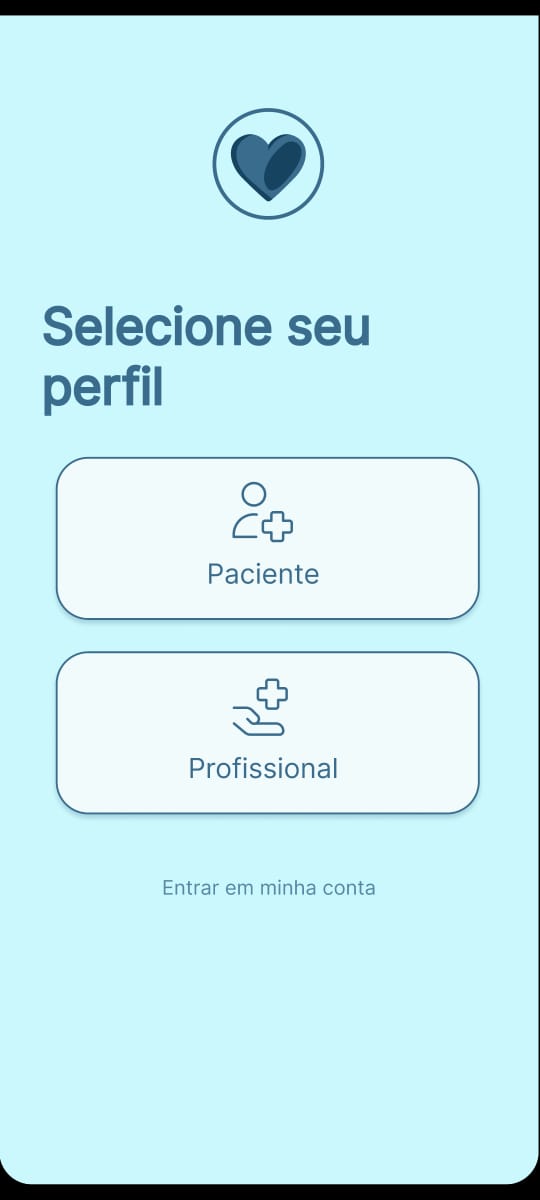 Selecione seu
perfil
Paciente
Profissional
Entrar em minha conta